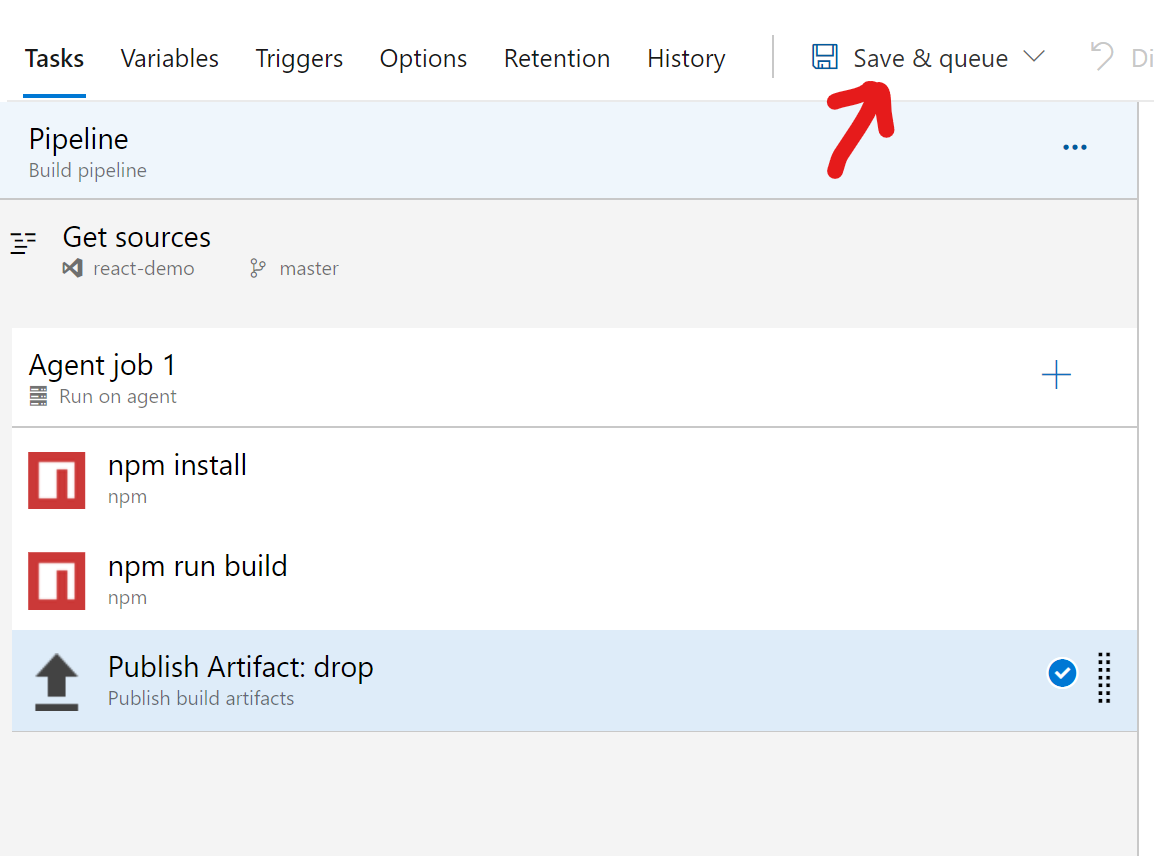 Tasks Variables Triggers Options Retention History Save & queue Di
Pipeline
Build pipeline
Get sources
react-demo master
Agent job 1
Run on agent
npm install
npm
npm run build
npm
Publish Artifact: drop
Publish build artifacts